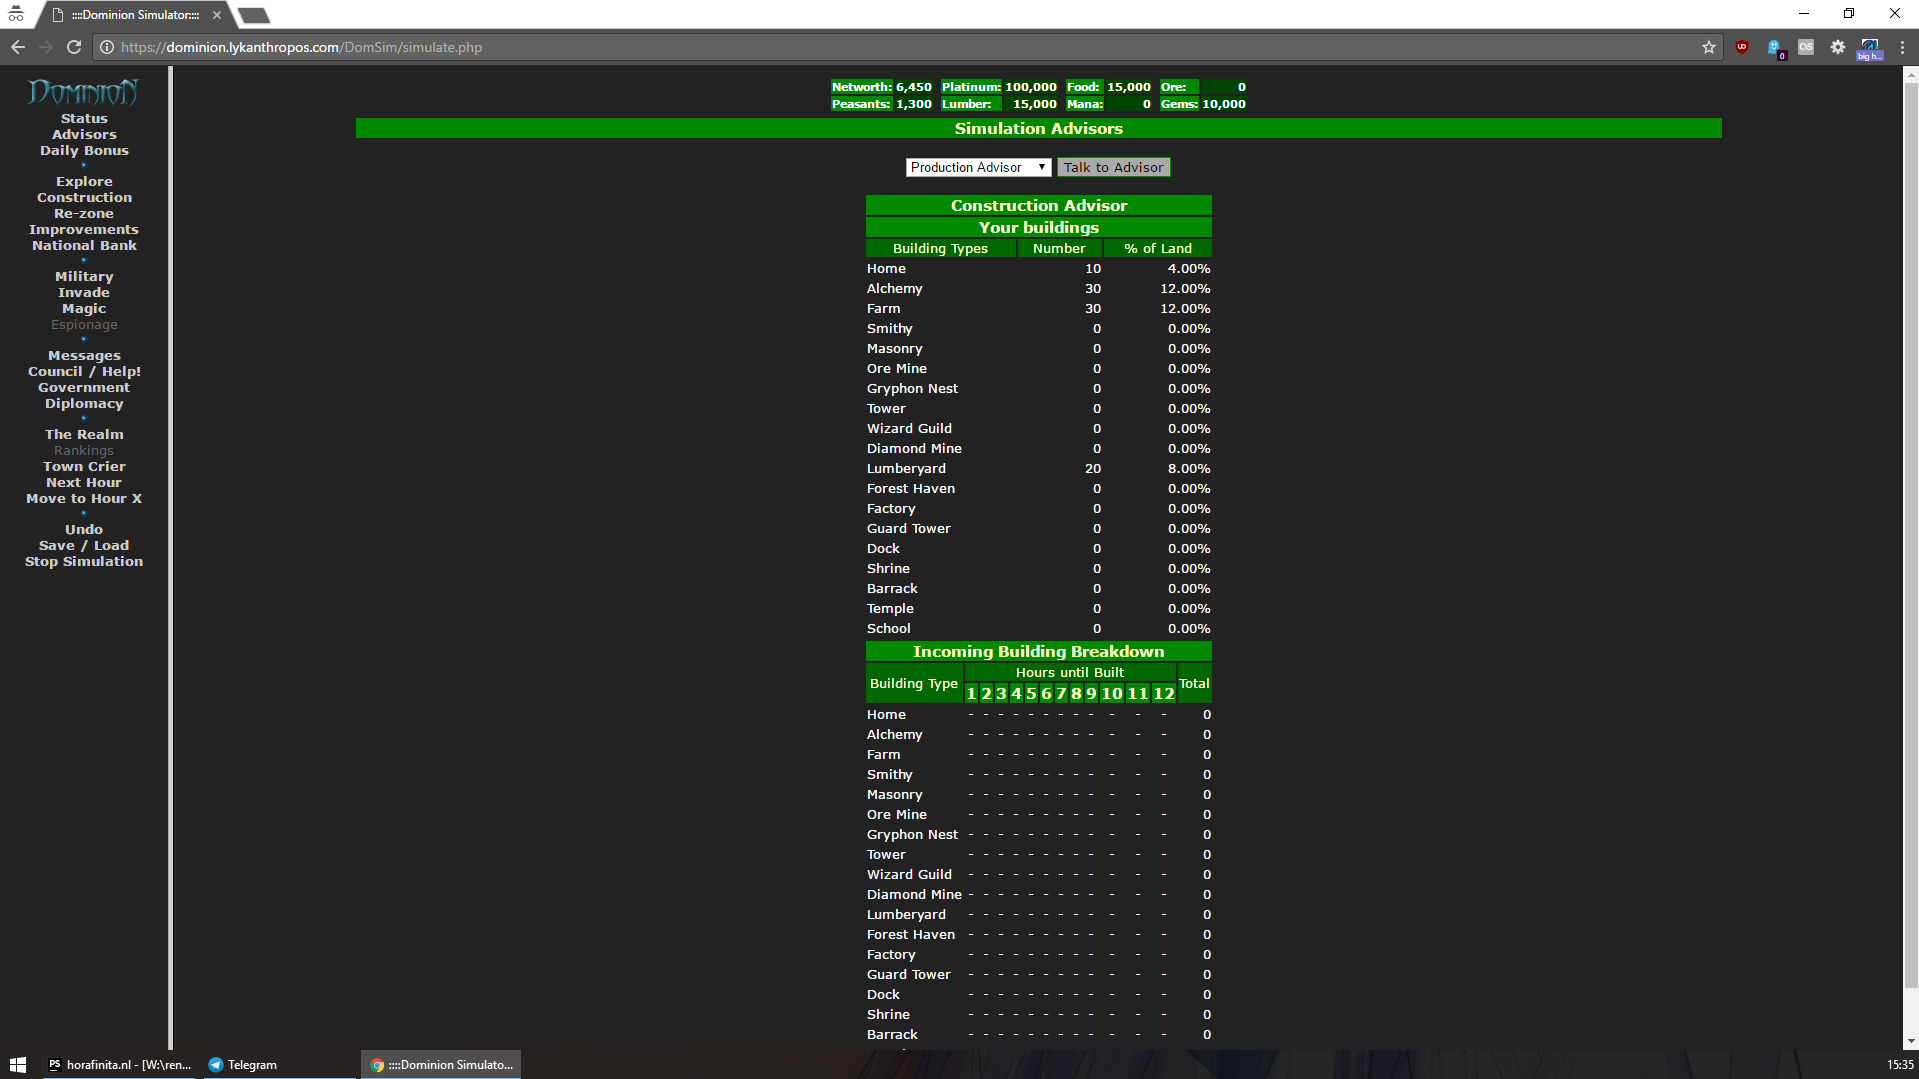 ::::Dominion Simulator::::
https://dominion.lykanthropos.com/DomSim/simulate.php
UD
0
OS
big h...
DOMINION
Status
Advisors
Daily Bonus
Explore
Construction
Re-zone
Improvements
National Bank
Military
Invade
Magic
Espionage
Messages
Council / Help!
Government
Diplomacy
The Realm
Rankings
Town Crier
Next Hour
Move to Hour X
Undo
Save / Load
Stop Simulation
Networth: 6,450 Platinum: 100,000 Food: 15,000 Ore: 0
Peasants: 1,300 Lumber: 15,000 Mana: 0 Gems: 10,000
Simulation Advisors
Production Advisor Talk to Advisor
Construction Advisor
Your buildings
Building Types Number % of Land
Home 10 4.00%
Alchemy 30 12.00%
Farm 30 12.00%
Smithy 0 0.00%
Masonry 0 0.00%
Ore Mine 0 0.00%
Gryphon Nest 0 0.00%
Tower 0 0.00%
Wizard Guild 0 0.00%
Diamond Mine 0 0.00%
Lumberyard 20 8.00%
Forest Haven 0 0.00%
Factory 0 0.00%
Guard Tower 0 0.00%
Dock 0 0.00%
Shrine 0 0.00%
Barrack 0 0.00%
Temple 0 0.00%
School 0 0.00%
Incoming Building Breakdown
Building Type Hours until Built Total
1 2 3 4 5 6 7 8 9 10 11 12
Home - - - - - - - - - - - - 0
Alchemy - - - - - - - - - - - - 0
Farm - - - - - - - - - - - - 0
Smithy - - - - - - - - - - - - 0
Masonry - - - - - - - - - - - - 0
Ore Mine - - - - - - - - - - - - 0
Gryphon Nest - - - - - - - - - - - - 0
Tower - - - - - - - - - - - - 0
Wizard Guild - - - - - - - - - - - - 0
Diamond Mine - - - - - - - - - - - - 0
Lumberyard - - - - - - - - - - - - 0
Forest Haven - - - - - - - - - - - - 0
Factory - - - - - - - - - - - - 0
Guard Tower - - - - - - - - - - - - 0
Dock - - - - - - - - - - - - 0
Shrine - - - - - - - - - - - - 0
Barrack - - - - - - - - - - - - 0
PS horafinita.nl - [W:\ren...
Telegram
::::Dominion Simulato...
15:35